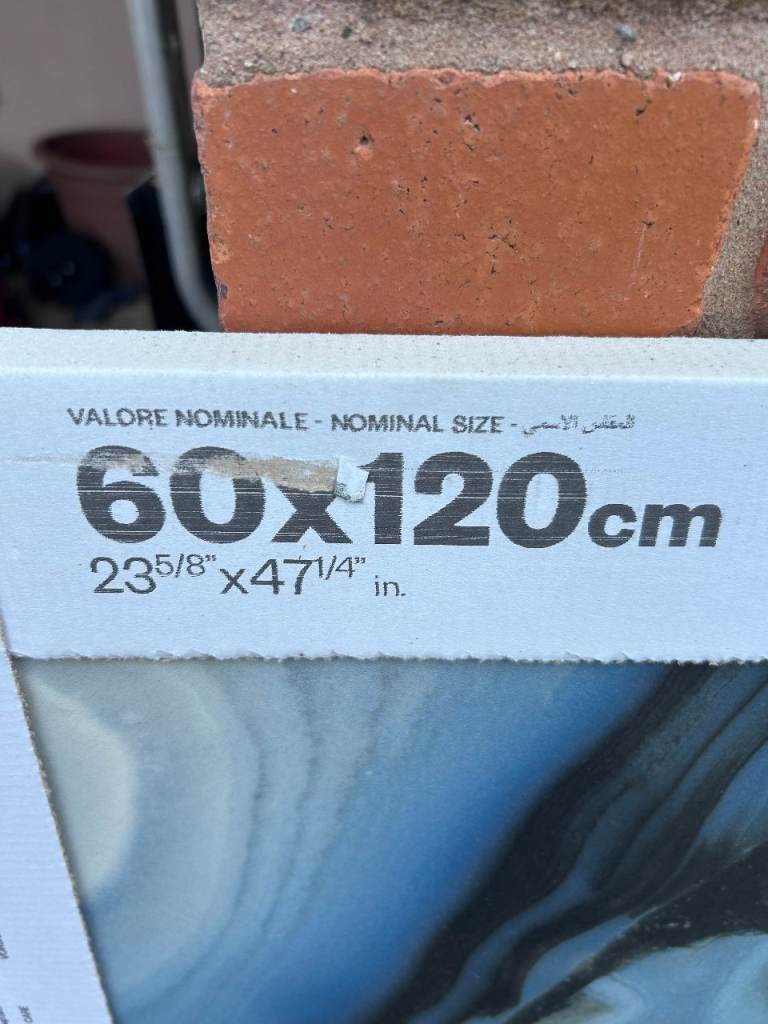 VALORE NOMINALE - NOMINAL SIZE - المقاس الاسمي
60x120cm
23 5/8" x47 1/4" in.